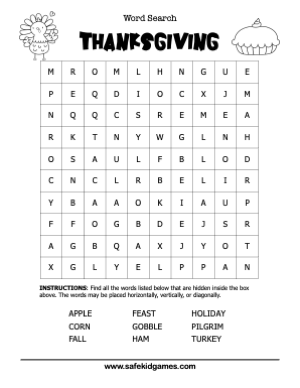 Word Search
THANKSGIVING
M R O M L H N G U E
P E Q D I O C X J M
N Q Q C S R E M E A
R K T N Y W G L N H
O S A U L F B L O D
C N C L R B E L I R
Y B A A O K I A U P
F F O G B D E J S R
A G B Q A X J Y O T
X G L Y E L P P A N
INSTRUCTIONS: Find all the words listed below that are hidden inside the box
above. The words may be placed horizontally, vertically, or diagonally.
APPLE FEAST HOLIDAY
CORN GOBBLE PILGRIM
FALL HAM TURKEY
www.safekidgames.com